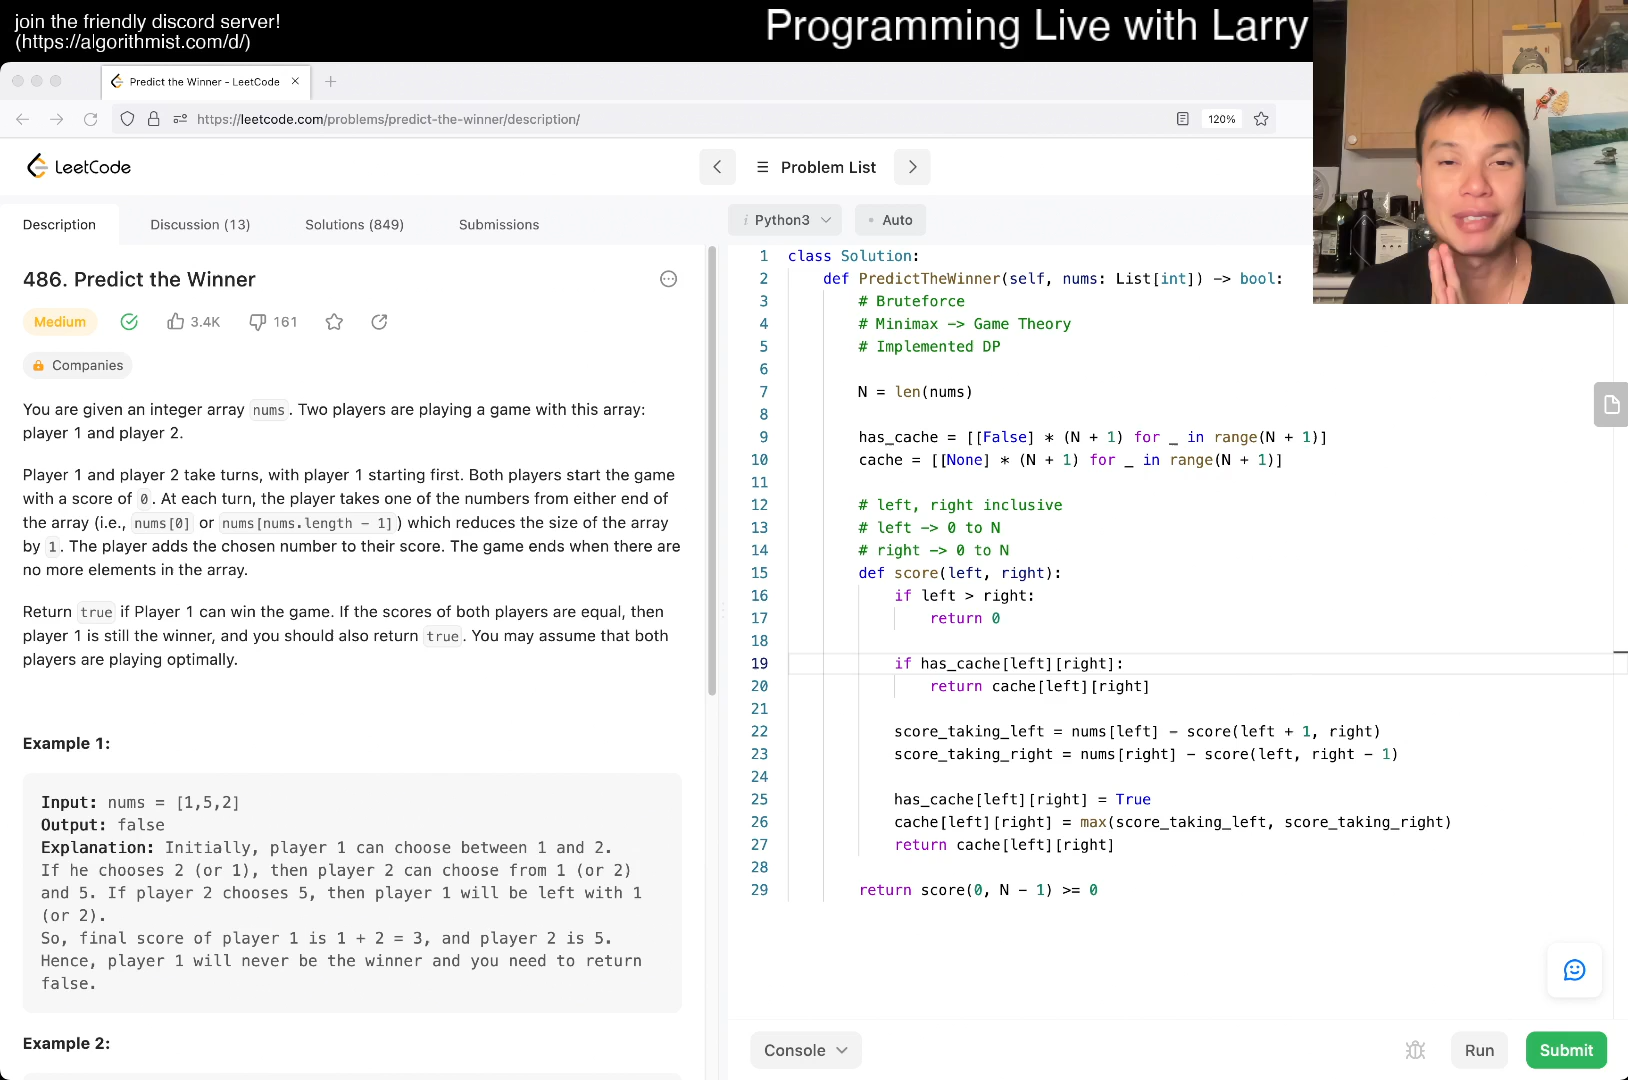 join the friendly discord server!
(https://algorithmist.com/d/)
Programming Live with Larry
Predict the Winner - LeetCode
https://leetcode.com/problems/predict-the-winner/description/
120%
LeetCode
Problem List
Description
Discussion (13)
Solutions (849)
Submissions
486. Predict the Winner
Medium
3.4K
161
Companies
You are given an integer array nums. Two players are playing a game with this array:
player 1 and player 2.
Player 1 and player 2 take turns, with player 1 starting first. Both players start the game
with a score of 0. At each turn, the player takes one of the numbers from either end of
the array (i.e., nums[0] or nums[nums.length - 1]) which reduces the size of the array
by 1. The player adds the chosen number to their score. The game ends when there are
no more elements in the array.
Return true if Player 1 can win the game. If the scores of both players are equal, then
player 1 is still the winner, and you should also return true. You may assume that both
players are playing optimally.
Example 1:
Input: nums = [1,5,2]
Output: false
Explanation: Initially, player 1 can choose between 1 and 2.
If he chooses 2 (or 1), then player 2 can choose from 1 (or 2)
and 5. If player 2 chooses 5, then player 1 will be left with 1
(or 2).
So, final score of player 1 is 1 + 2 = 3, and player 2 is 5.
Hence, player 1 will never be the winner and you need to return
false.
Example 2:
i Python3
Auto
1 class Solution:
2 def PredictTheWinner(self, nums: List[int]) -> bool:
3 # Bruteforce
4 # Minimax -> Game Theory
5 # Implemented DP
6
7 N = len(nums)
8
9 has_cache = [[False] * (N + 1) for _ in range(N + 1)]
10 cache = [[None] * (N + 1) for _ in range(N + 1)]
11
12 # left, right inclusive
13 # left -> 0 to N
14 # right -> 0 to N
15 def score(left, right):
16 if left > right:
17 return 0
18
19 if has_cache[left][right]:
20 return cache[left][right]
21
22 score_taking_left = nums[left] - score(left + 1, right)
23 score_taking_right = nums[right] - score(left, right - 1)
24
25 has_cache[left][right] = True
26 cache[left][right] = max(score_taking_left, score_taking_right)
27 return cache[left][right]
28
29 return score(0, N - 1) >= 0
Console
Run
Submit